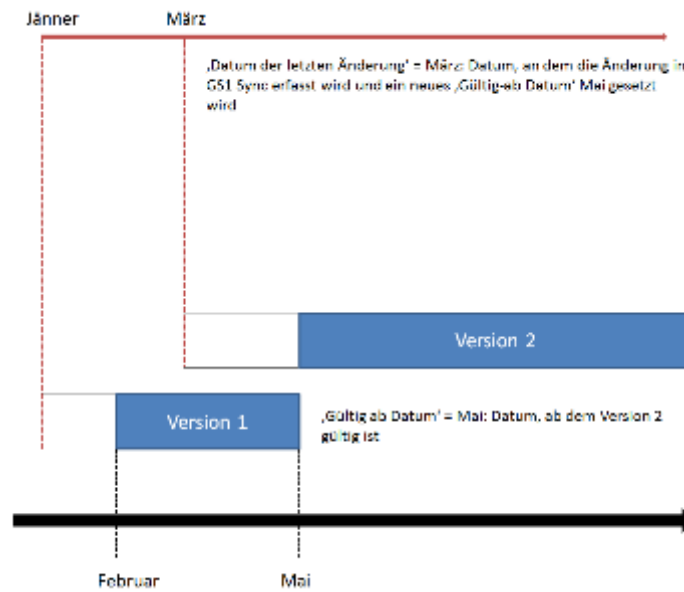 Jänner März
‚Datum der letzten Änderung' = März: Datum, an dem die Änderung in
GS1 Sync erfasst wird und ein neues ‚Gültig-ab Datum' Mai gesetzt
wird
Version 2
Version 1
‚Gültig ab Datum' = Mai: Datum, ab dem Version 2
gültig ist
Februar Mai